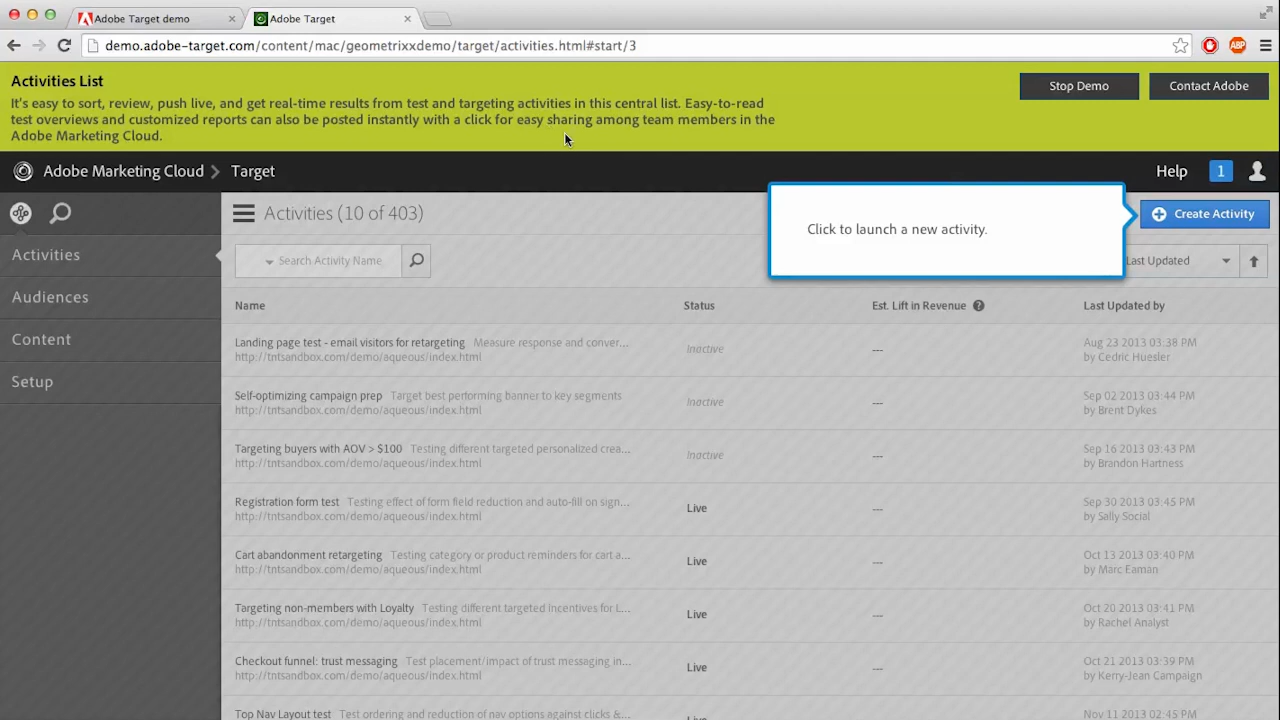 Adobe Target demo
Adobe Target
demo.adobe-target.com/content/mac/geometrixxdemo/target/activities.html#start/3
ABP
Activities List
It's easy to sort, review, push live, and get real-time results from test and targeting activities in this central list. Easy-to-read
test overviews and customized reports can also be posted instantly with a click for easy sharing among team members in the
Adobe Marketing Cloud.
Stop Demo
Contact Adobe
Adobe Marketing Cloud
Target
Help
1
Activities (10 of 403)
Click to launch a new activity.
Create Activity
Activities
Audiences
Content
Setup
Search Activity Name
Last Updated
Name Status Est. Lift in Revenue ? Last Updated by
Landing page test - email visitors for retargeting Measure response and conver... Inactive --- Aug 23 2013 03:38 PM
http://tntsandbox.com/demo/aqueous/index.html by Cedric Huesler
Self-optimizing campaign prep Target best performing banner to key segments Inactive --- Sep 02 2013 03:44 PM
http://tntsandbox.com/demo/aqueous/index.html by Brent Dykes
Targeting buyers with AOV > $100 Testing different targeted personalized crea... Inactive --- Sep 16 2013 03:43 PM
http://tntsandbox.com/demo/aqueous/index.html by Brandon Hartness
Registration form test Testing effect of form field reduction and auto-fill on sign... Live --- Sep 30 2013 03:45 PM
http://tntsandbox.com/demo/aqueous/index.html by Sally Social
Cart abandonment retargeting Testing category or product reminders for cart a... Live --- Oct 13 2013 03:40 PM
http://tntsandbox.com/demo/aqueous/index.html by Marc Eaman
Targeting non-members with Loyalty Testing different targeted incentives for L... Live --- Oct 20 2013 03:41 PM
http://tntsandbox.com/demo/aqueous/index.html by Rachel Analyst
Checkout funnel: trust messaging Test placement/impact of trust messaging in... Live --- Oct 21 2013 03:39 PM
http://tntsandbox.com/demo/aqueous/index.html by Kerry-Jean Campaign
Top Nav Layout test Test ordering and reduction of nav options against clicks &... Live Nov 11 2013 02:45 PM